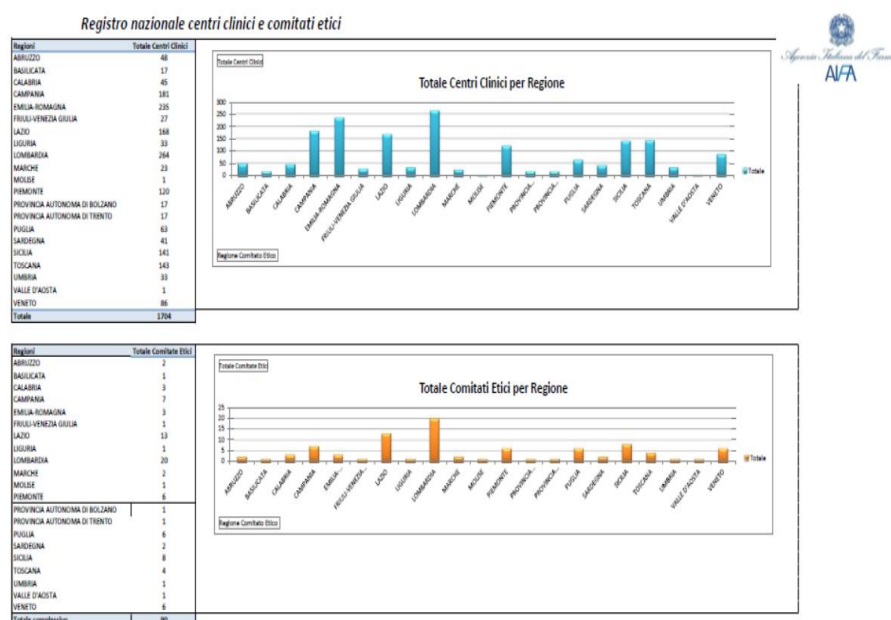 Registro nazionale centri clinici e comitati etici
Agenzia Italiana del Farm
AIFA
Regioni Totale Centri Clinici
ABRUZZO 48
BASILICATA 17
CALABRIA 45
CAMPANIA 181
EMILIA-ROMAGNA 235
FRIULI-VENEZIA GIULIA 27
LAZIO 168
LIGURIA 33
LOMBARDIA 264
MARCHE 23
MOLISE 1
PIEMONTE 120
PROVINCIA AUTONOMA DI BOLZANO 17
PROVINCIA AUTONOMA DI TRENTO 17
PUGLIA 63
SARDEGNA 41
SICILIA 141
TOSCANA 143
UMBRIA 33
VALLE D'AOSTA 1
VENETO 86
Totale 1704
Totale Centri Clinici
Totale Centri Clinici per Regione
300
250
200
150
100
50
0
ABRUZZO
BASILICATA
CALABRIA
CAMPANIA
EMILIA-ROMAGNA
FRIULI-VENEZIA GIULIA
LAZIO
LIGURIA
LOMBARDIA
MARCHE
MOLISE
PIEMONTE
PROVINCIA...
PROVINCIA...
PUGLIA
SARDEGNA
SICILIA
TOSCANA
UMBRIA
VALLE D'AOSTA
VENETO
Totale
Regione Comitato Etico
Regioni Totale Comitate Etici
ABRUZZO 2
BASILICATA 1
CALABRIA 3
CAMPANIA 7
EMILIA-ROMAGNA 3
FRIULI-VENEZIA GIULIA 1
LAZIO 13
LIGURIA 1
LOMBARDIA 20
MARCHE 2
MOLISE 1
PIEMONTE 6
PROVINCIA AUTONOMA DI BOLZANO 1
PROVINCIA AUTONOMA DI TRENTO 1
PUGLIA 6
SARDEGNA 2
SICILIA 8
TOSCANA 4
UMBRIA 1
VALLE D'AOSTA 1
VENETO 6
Totale complessivo 90
Totale Comitate Etici
Totale Comitati Etici per Regione
25
20
15
10
5
0
ABRUZZO
BASILICATA
CALABRIA
CAMPANIA
EMILIA-...
FRIULI-VENEZIA...
LAZIO
LIGURIA
LOMBARDIA
MARCHE
MOLISE
PIEMONTE
PROVINCIA...
PROVINCIA...
PUGLIA
SARDEGNA
SICILIA
TOSCANA
UMBRIA
VALLE D'AOSTA
VENETO
Totale
Regione Comitato Etico